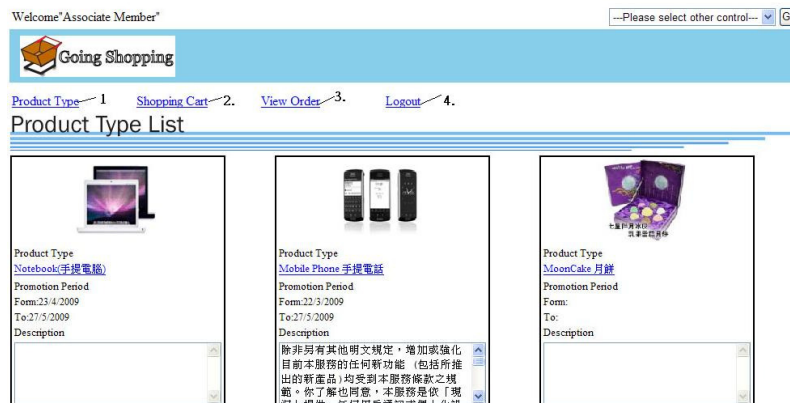 Welcome"Associate Member"
---Please select other control---
G
Going Shopping
Product Type 1 Shopping Cart 2. View Order 3. Logout 4.
Product Type List
Product Type
Notebook(手提電腦)
Promotion Period
Form:23/4/2009
To:27/5/2009
Description
Product Type
Mobile Phone 手提電話
Promotion Period
Form:22/3/2009
To:27/5/2009
Description
除非另有其他明文規定，增加或強化
目前本服務的任何新功能 (包括所推
出的新產品)均受到本服務條款之規
範。你了解也同意，本服務是依「現
Product Type
MoonCake 月餅
Promotion Period
Form:
To:
Description